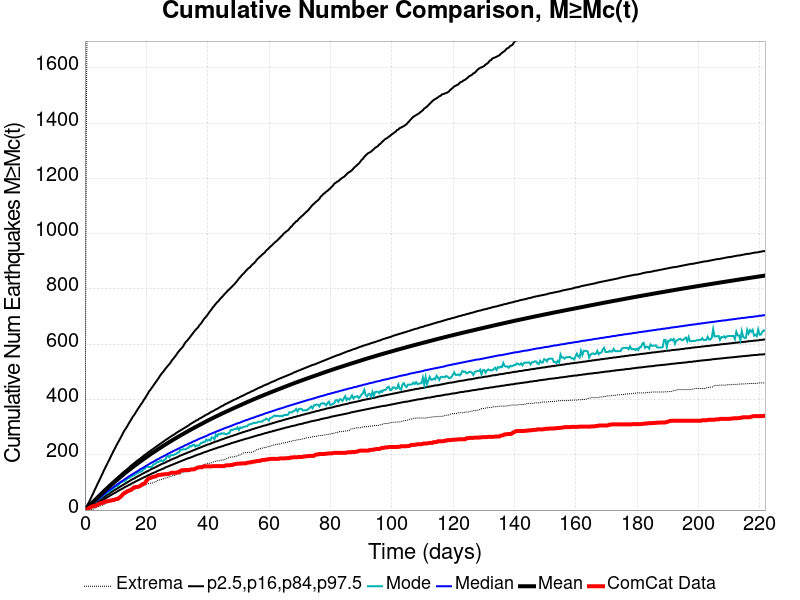 Cumulative Number Comparison, M≥Mc(t)
Cumulative Num Earthquakes M≥Mc(t)
1600
1400
1200
1000
800
600
400
200
0
0 20 40 60 80 100 120 140 160 180 200 220
Time (days)
Extrema p2.5,p16,p84,p97.5 Mode Median Mean ComCat Data